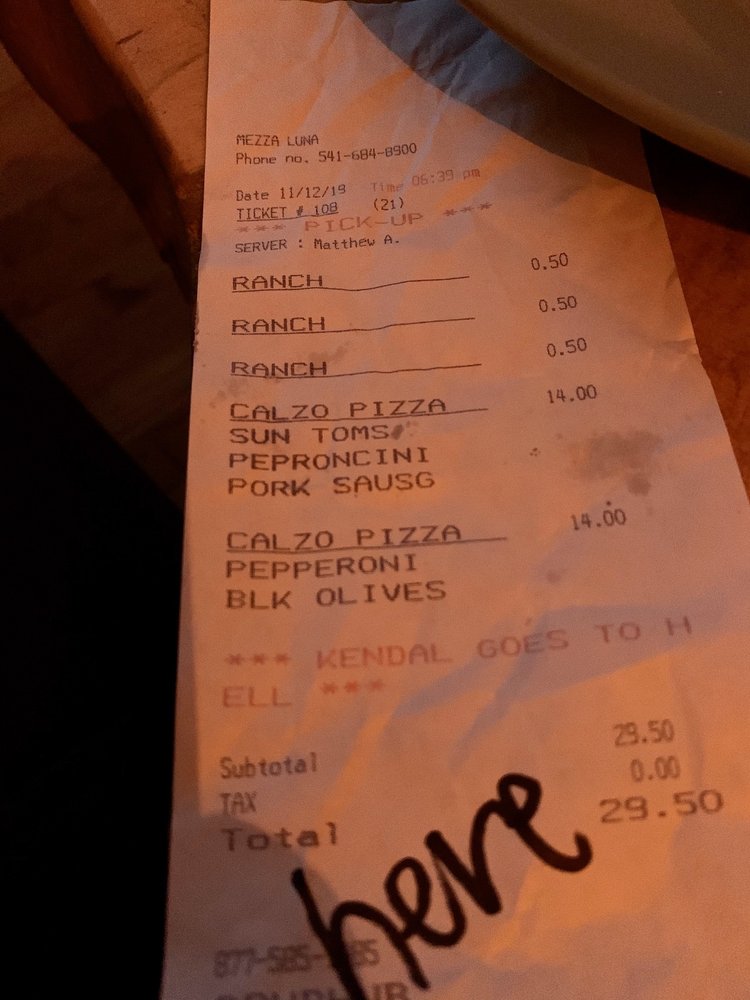 MEZZA LUNA
Phone no. 541-684-8900
Date 11/12/19 Time 06:39 pm
TICKET # 108 (21)
*** PICK-UP ***
SERVER : Matthew A.
RANCH 0.50
RANCH 0.50
RANCH 0.50
CALZO PIZZA 14.00
SUN TOMS
PEPRONCINI
PORK SAUSG
CALZO PIZZA 14.00
PEPPERONI
BLK OLIVES
*** KENDAL GOES TO H
ELL ***
Subtotal 29.50
TAX 0.00
Total 29.50
here